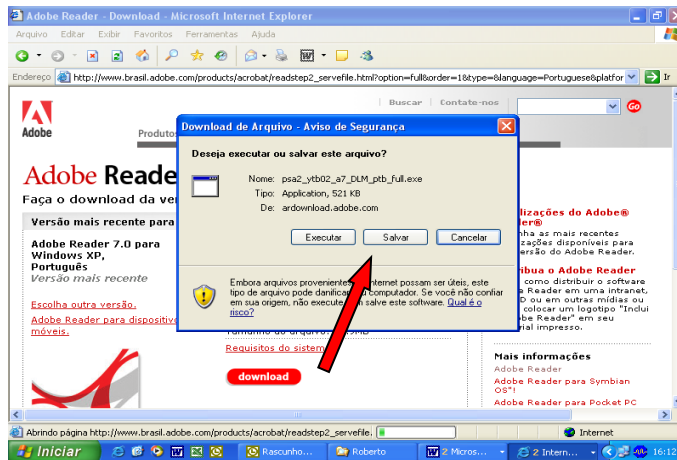 Adobe Reader - Download - Microsoft Internet Explorer
Arquivo Editar Exibir Favoritos Ferramentas Ajuda
Endereço http://www.brasil.adobe.com/products/acrobat/readstep2_servefile.html?option=full&order=1&type=&language=Portuguese&platfor Ir
Buscar Contate-nos
Adobe
Produtos
Adobe Reade
Faça o download da ve
Versão mais recente para
Adobe Reader 7.0 para
Windows XP,
Português
Versão mais recente
Escolha outra versão.
Adobe Reader para dispositiv
móveis.
Requisitos do sistem
download
Download de Arquivo - Aviso de Segurança
Deseja executar ou salvar este arquivo?
Nome: psa2_ytb02_a7_DLM_ptb_full.exe
Tipo: Application, 521 KB
De: ardownload.adobe.com
Executar Salvar Cancelar
Embora arquivos provenientes da Internet possam ser úteis, este
tipo de arquivo pode danificar seu computador. Se você não confiar
em sua origem, não execute nem salve este software. Qual é o
risco?
lizações do Adobe®
er®
ha as mais recentes
zações disponíveis para
ersão do Adobe Reader.
ribua o Adobe Reader
como distribuir o software
e Reader em uma intranet,
D ou em outras mídias ou
colocar um logotipo "Inclui
be Reader" em seu
ial impresso.
Mais informações
Adobe Reader
Adobe Reader para Symbian
OS™!
Adobe Reader para Pocket PC
Abrindo página http://www.brasil.adobe.com/products/acrobat/readstep2_servefile. Internet
Iniciar Rascunho... Roberto 2 Micros... 2 Intern... 16:12